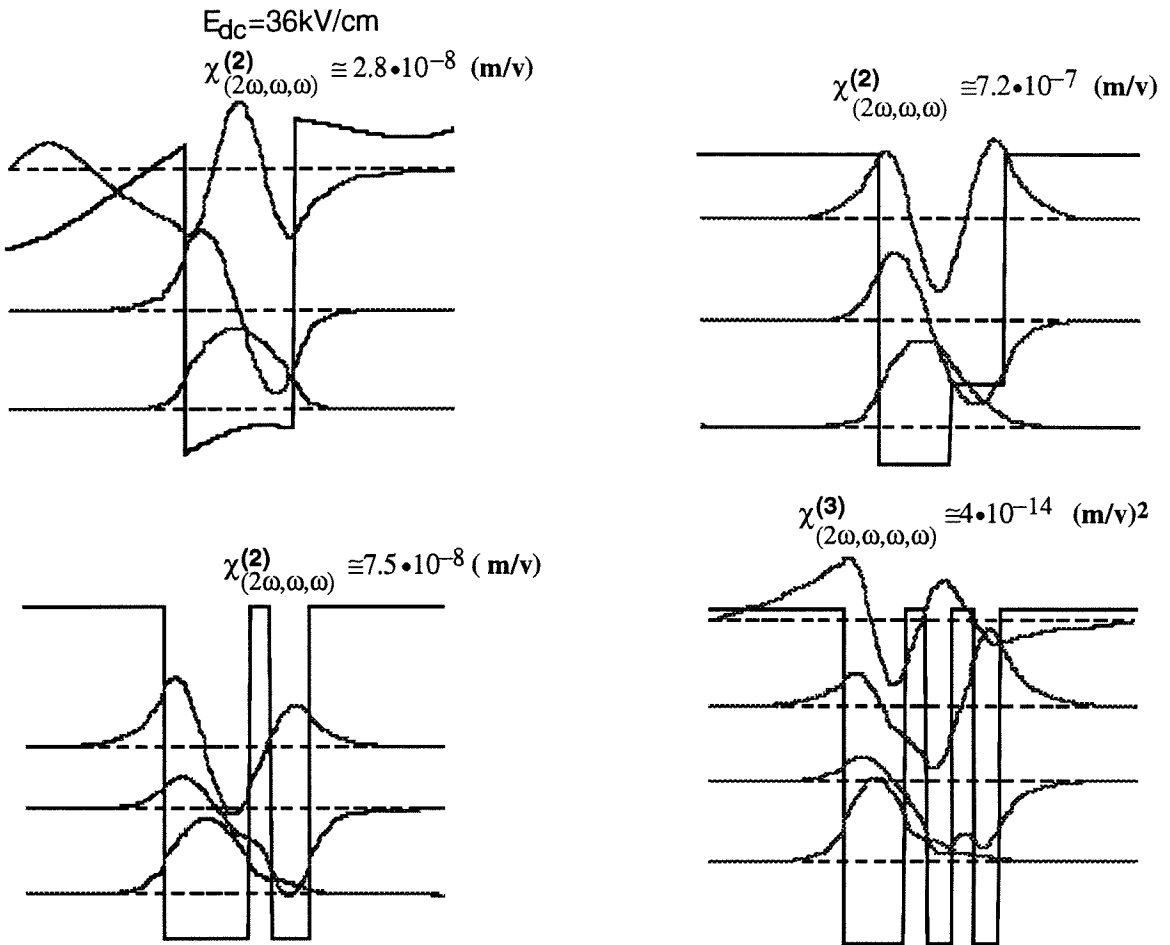 E_dc=36kV/cm
χ^(2)_(2ω,ω,ω) ≅2.8•10^−8 (m/v)
χ^(2)_(2ω,ω,ω) ≅7.2•10^−7 (m/v)
χ^(2)_(2ω,ω,ω) ≅7.5•10^−8 ( m/v)
χ^(3)_(2ω,ω,ω,ω) ≅4•10^−14 (m/v)^2